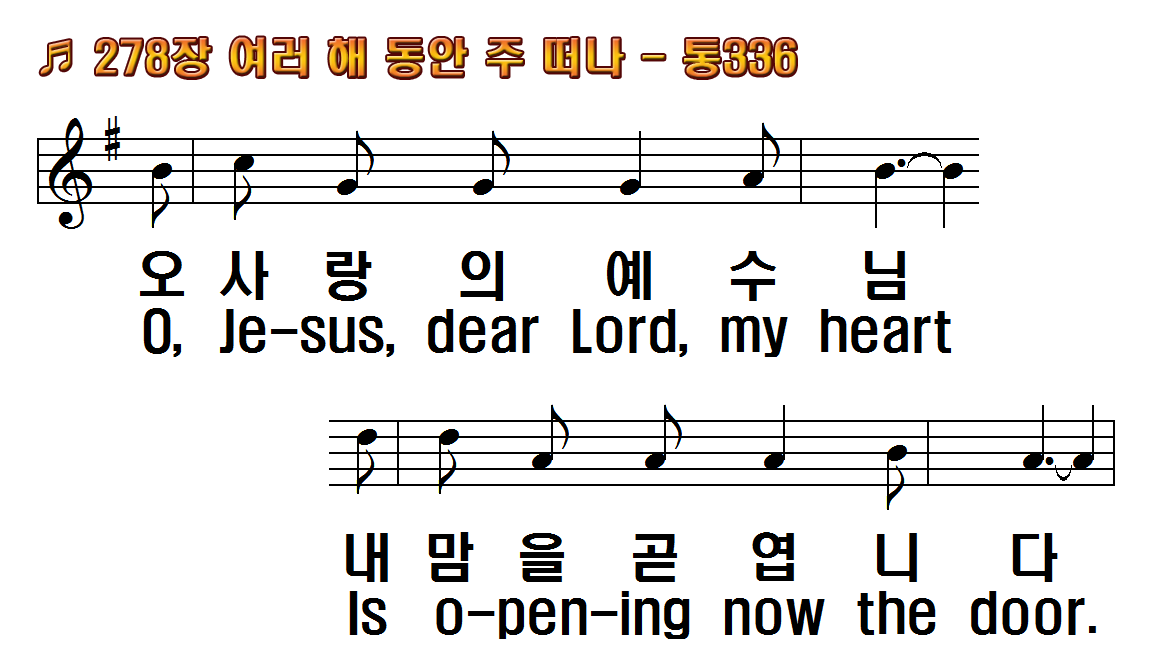 ♬ 278장 여러 해 동안 주 떠나 - 통336
오 사 랑 의 예 수 님
O, Je-sus, dear Lord, my heart
내 맘 을 곧 엽 니 다
Is o-pen-ing now the door.